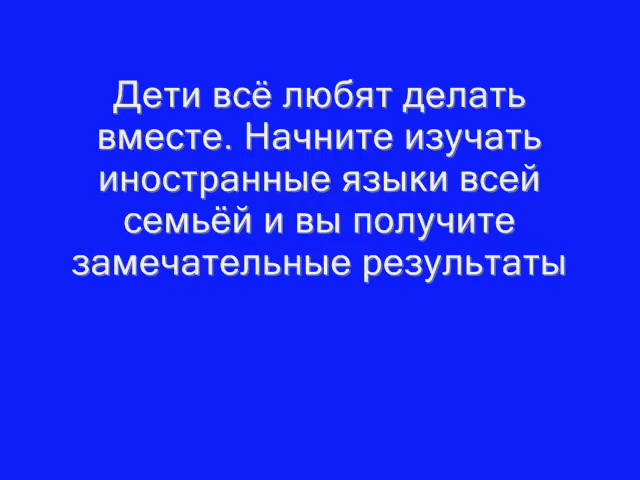 Дети всё любят делать
вместе. Начните изучать
иностранные языки всей
семьёй и вы получите
замечательные результаты